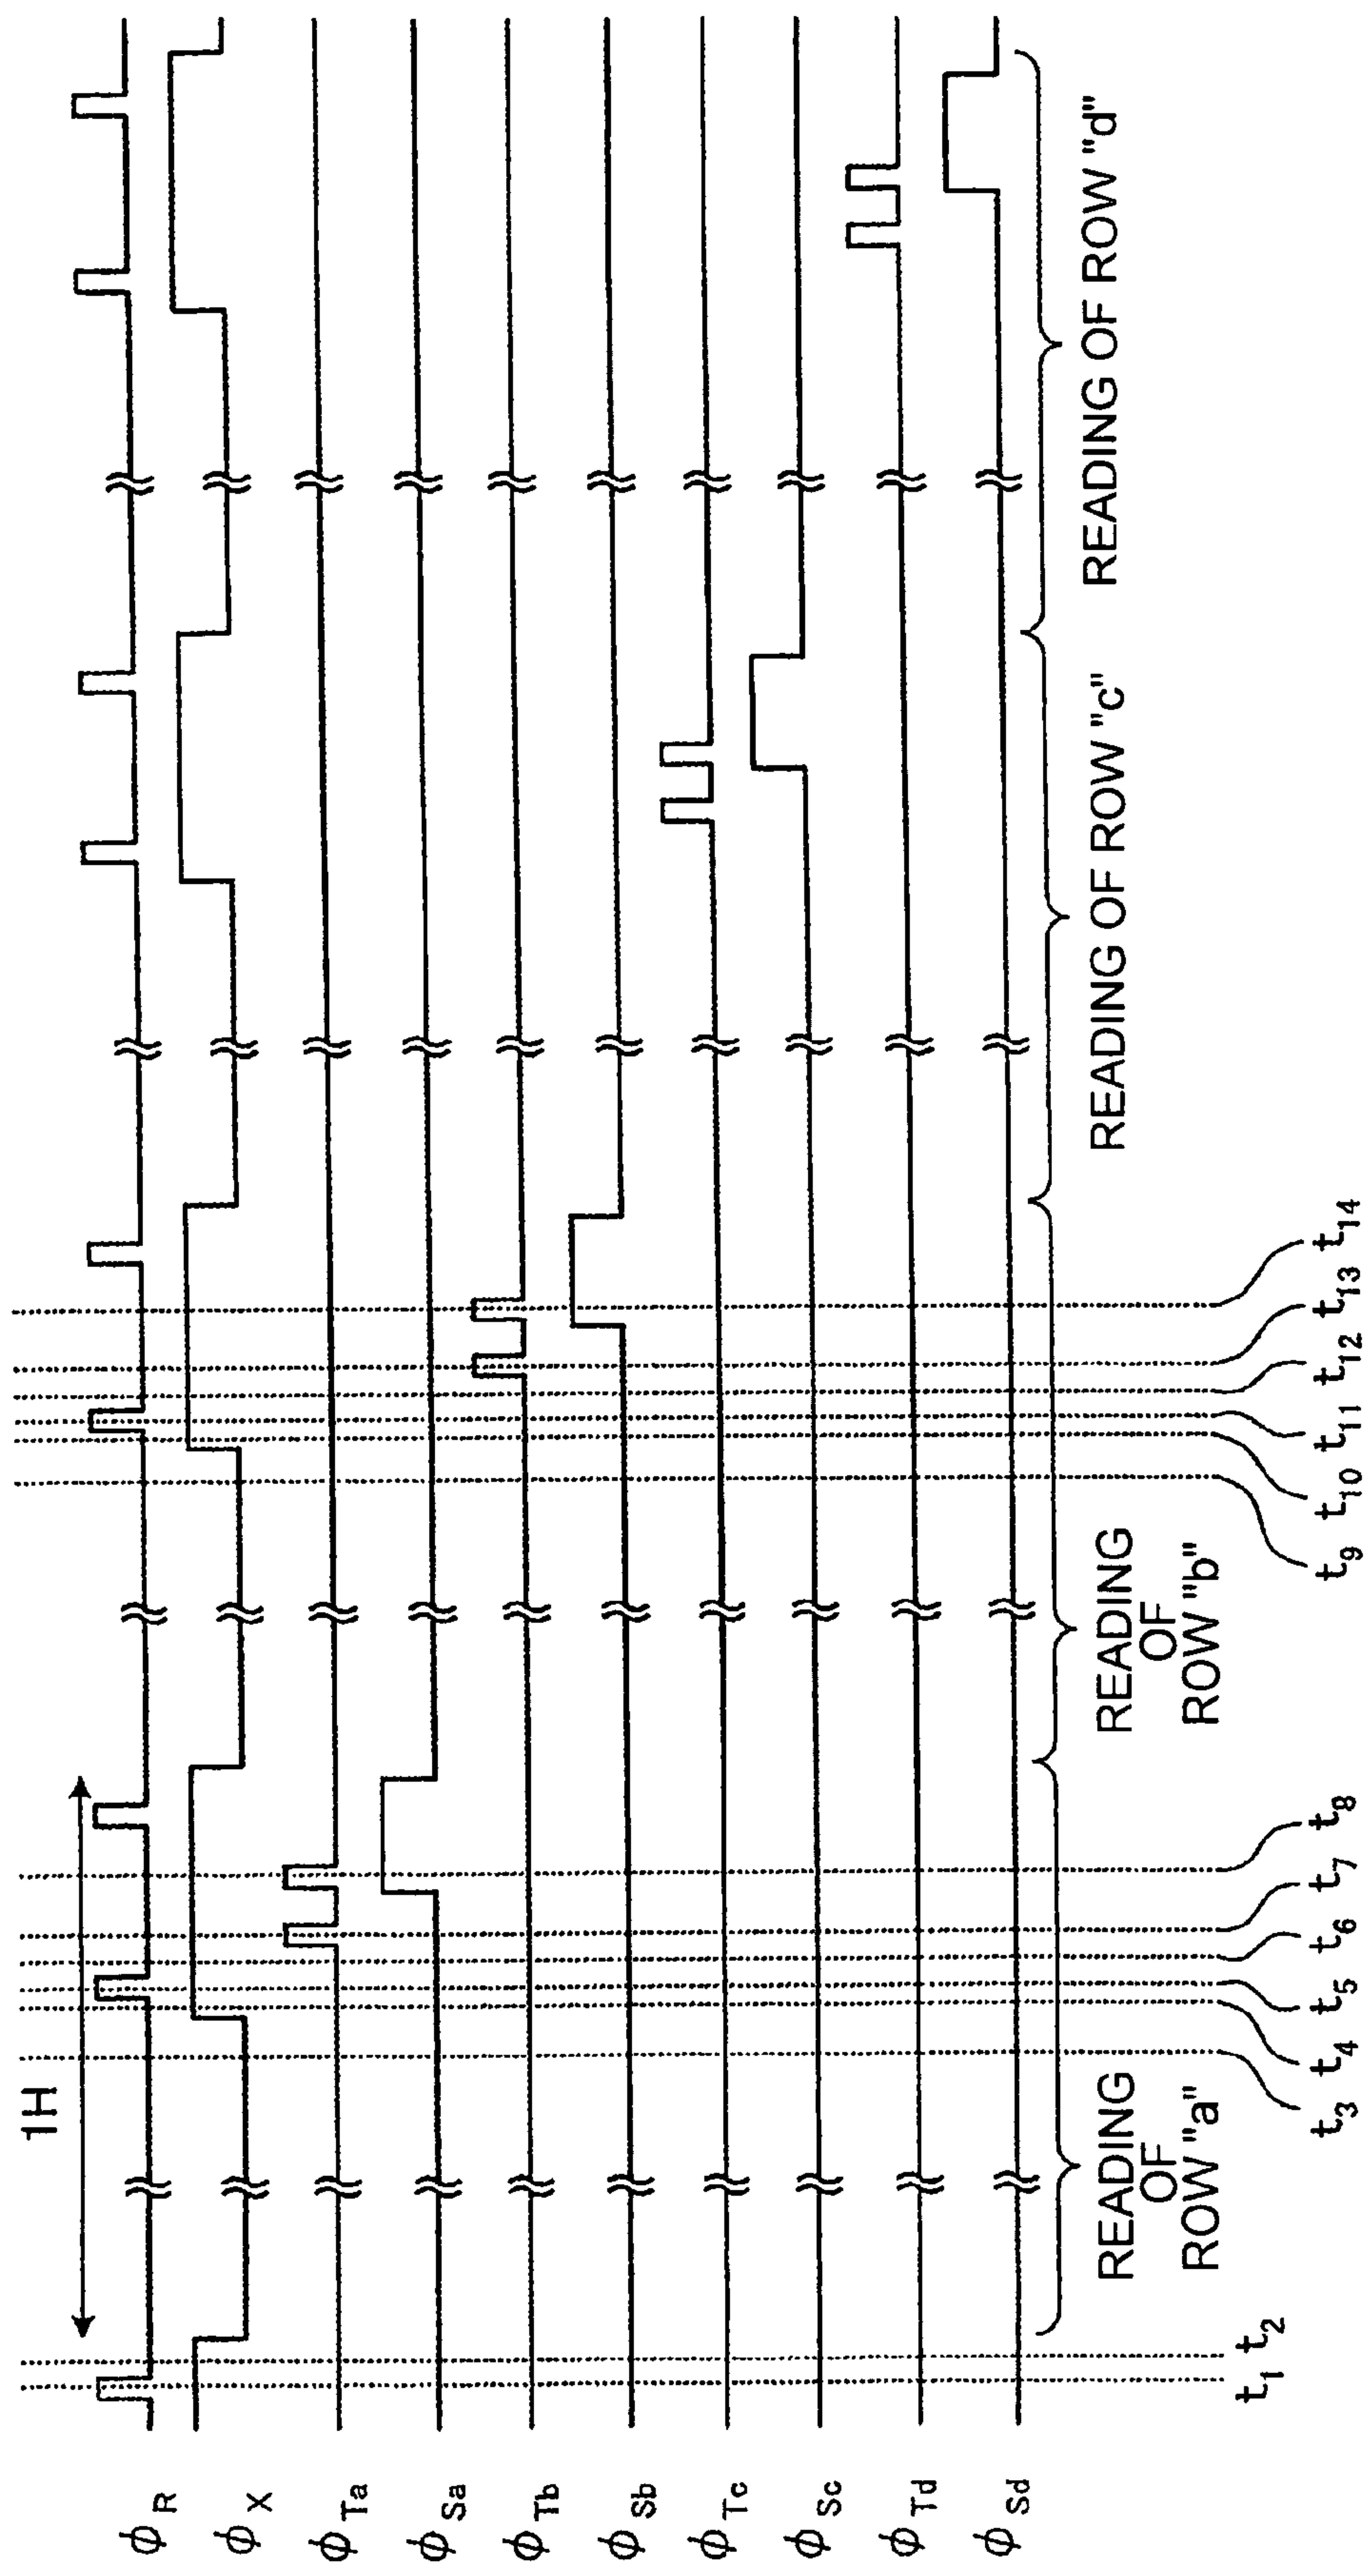 1H
ϕR
ϕX
ϕTa
ϕSa
ϕTb
ϕSb
ϕTc
ϕSc
ϕTd
ϕSd
READING
OF
ROW "a"
READING
OF
ROW "b"
READING OF ROW "c"
READING OF ROW "d"
t1 t2
t3 t4 t5 t6 t7 t8
t9 t10 t11 t12 t13 t14